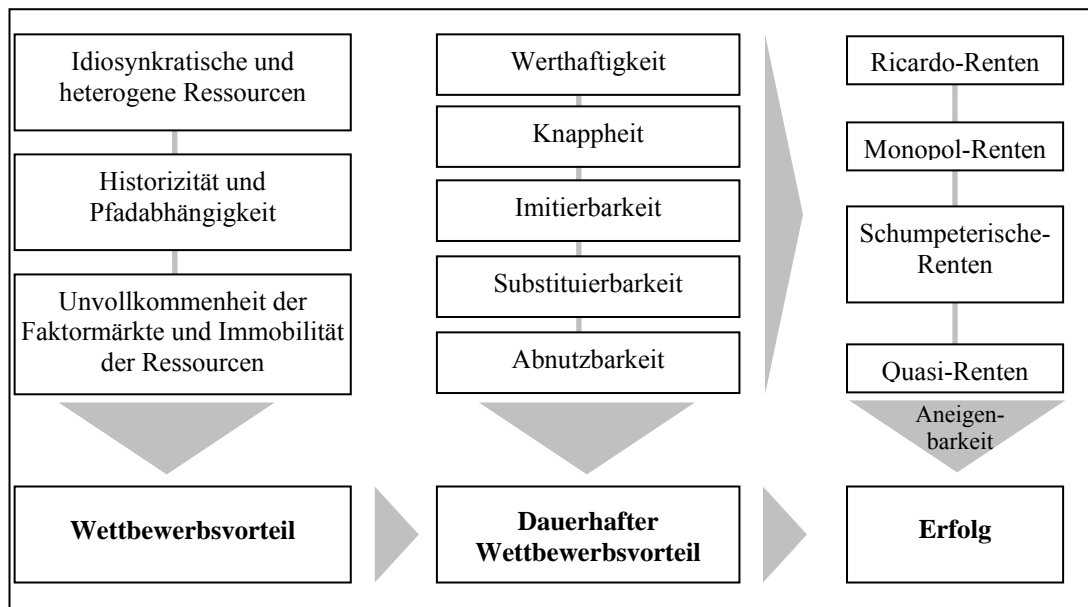 Idiosynkratische und
heterogene Ressourcen
Historizität und
Pfadabhängigkeit
Unvollkommenheit der
Faktormärkte und Immobilität
der Ressourcen
Wettbewerbsvorteil
Werthaftigkeit
Knappheit
Imitierbarkeit
Substituierbarkeit
Abnutzbarkeit
Dauerhafter
Wettbewerbsvorteil
Ricardo-Renten
Monopol-Renten
Schumpeterische-
Renten
Quasi-Renten
Aneigen-
barkeit
Erfolg